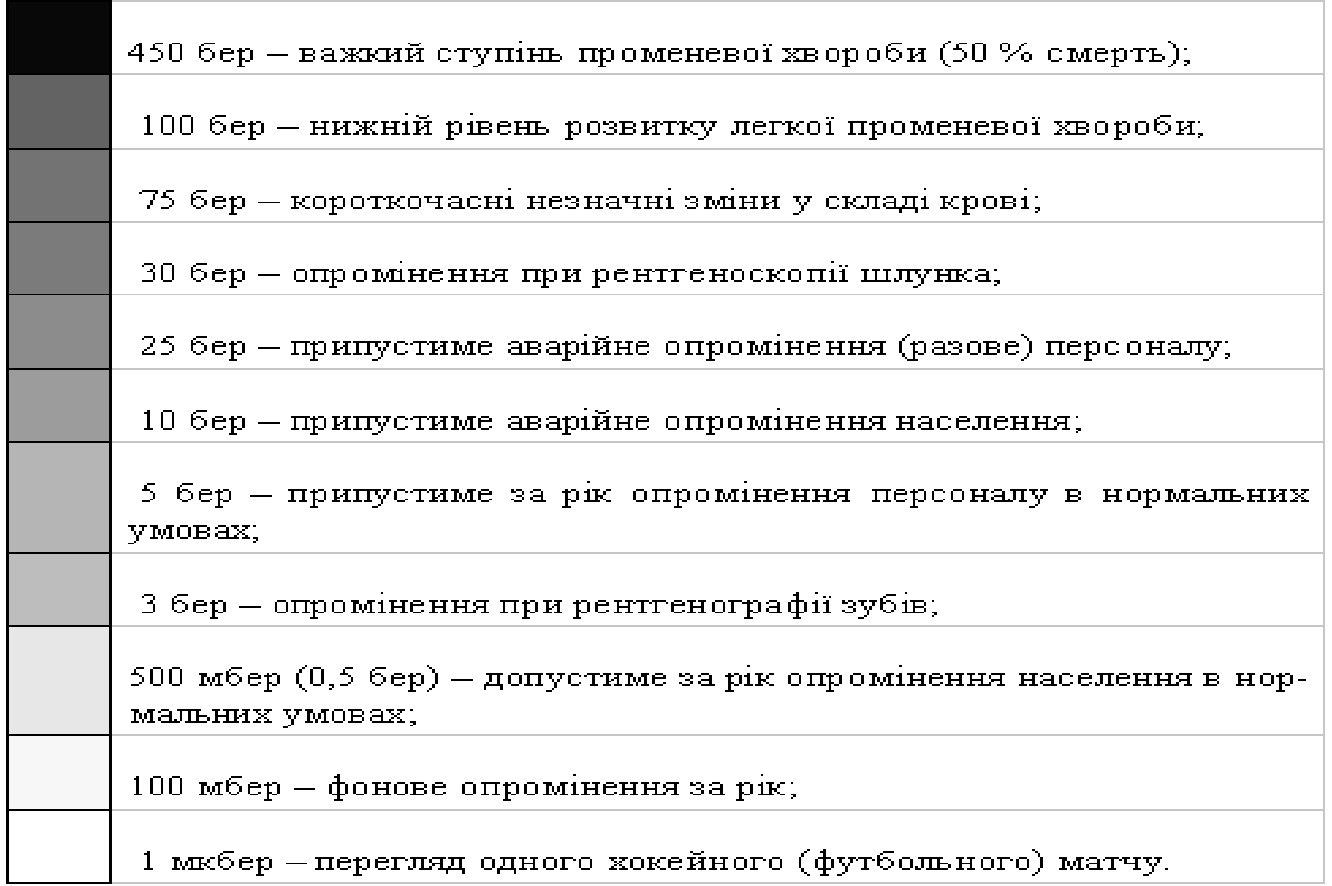 450 бер – важкий ступінь променевої хвороби (50 % смерть);
100 бер – нижній рівень розвитку легкої променевої хвороби;
75 бер – короткочасні незначні зміни у складі крові;
30 бер – опромінення при рентгеноскопії шлунка;
25 бер – припустиме аварійне опромінення (разове) персоналу;
10 бер – припустиме аварійне опромінення населення;
5 бер – припустиме за рік опромінення персоналу в нормальних
умовах;
3 бер – опромінення при рентгенографії зубів;
500 мбер (0,5 бер) – допустиме за рік опромінення населення в нор-
мальних умовах;
100 мбер – фонове опромінення за рік;
1 мкбер – перегляд одного хокейного (футбольного) матчу.